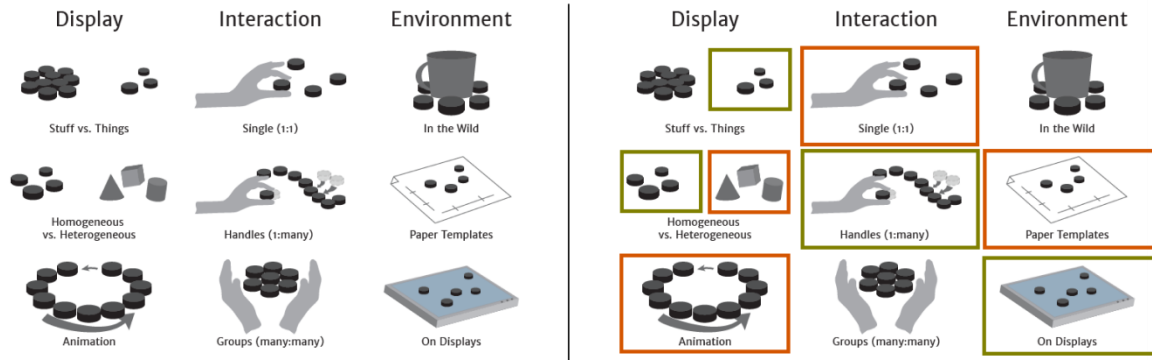 Display Interaction Environment
Stuff vs. Things Single (1:1) In the Wild
Homogeneous
vs. Heterogeneous Handles (1:many) Paper Templates
Animation Groups (many:many) On Displays
Display Interaction Environment
Stuff vs. Things Single (1:1) In the Wild
Homogeneous
vs. Heterogeneous Handles (1:many) Paper Templates
Animation Groups (many:many) On Displays